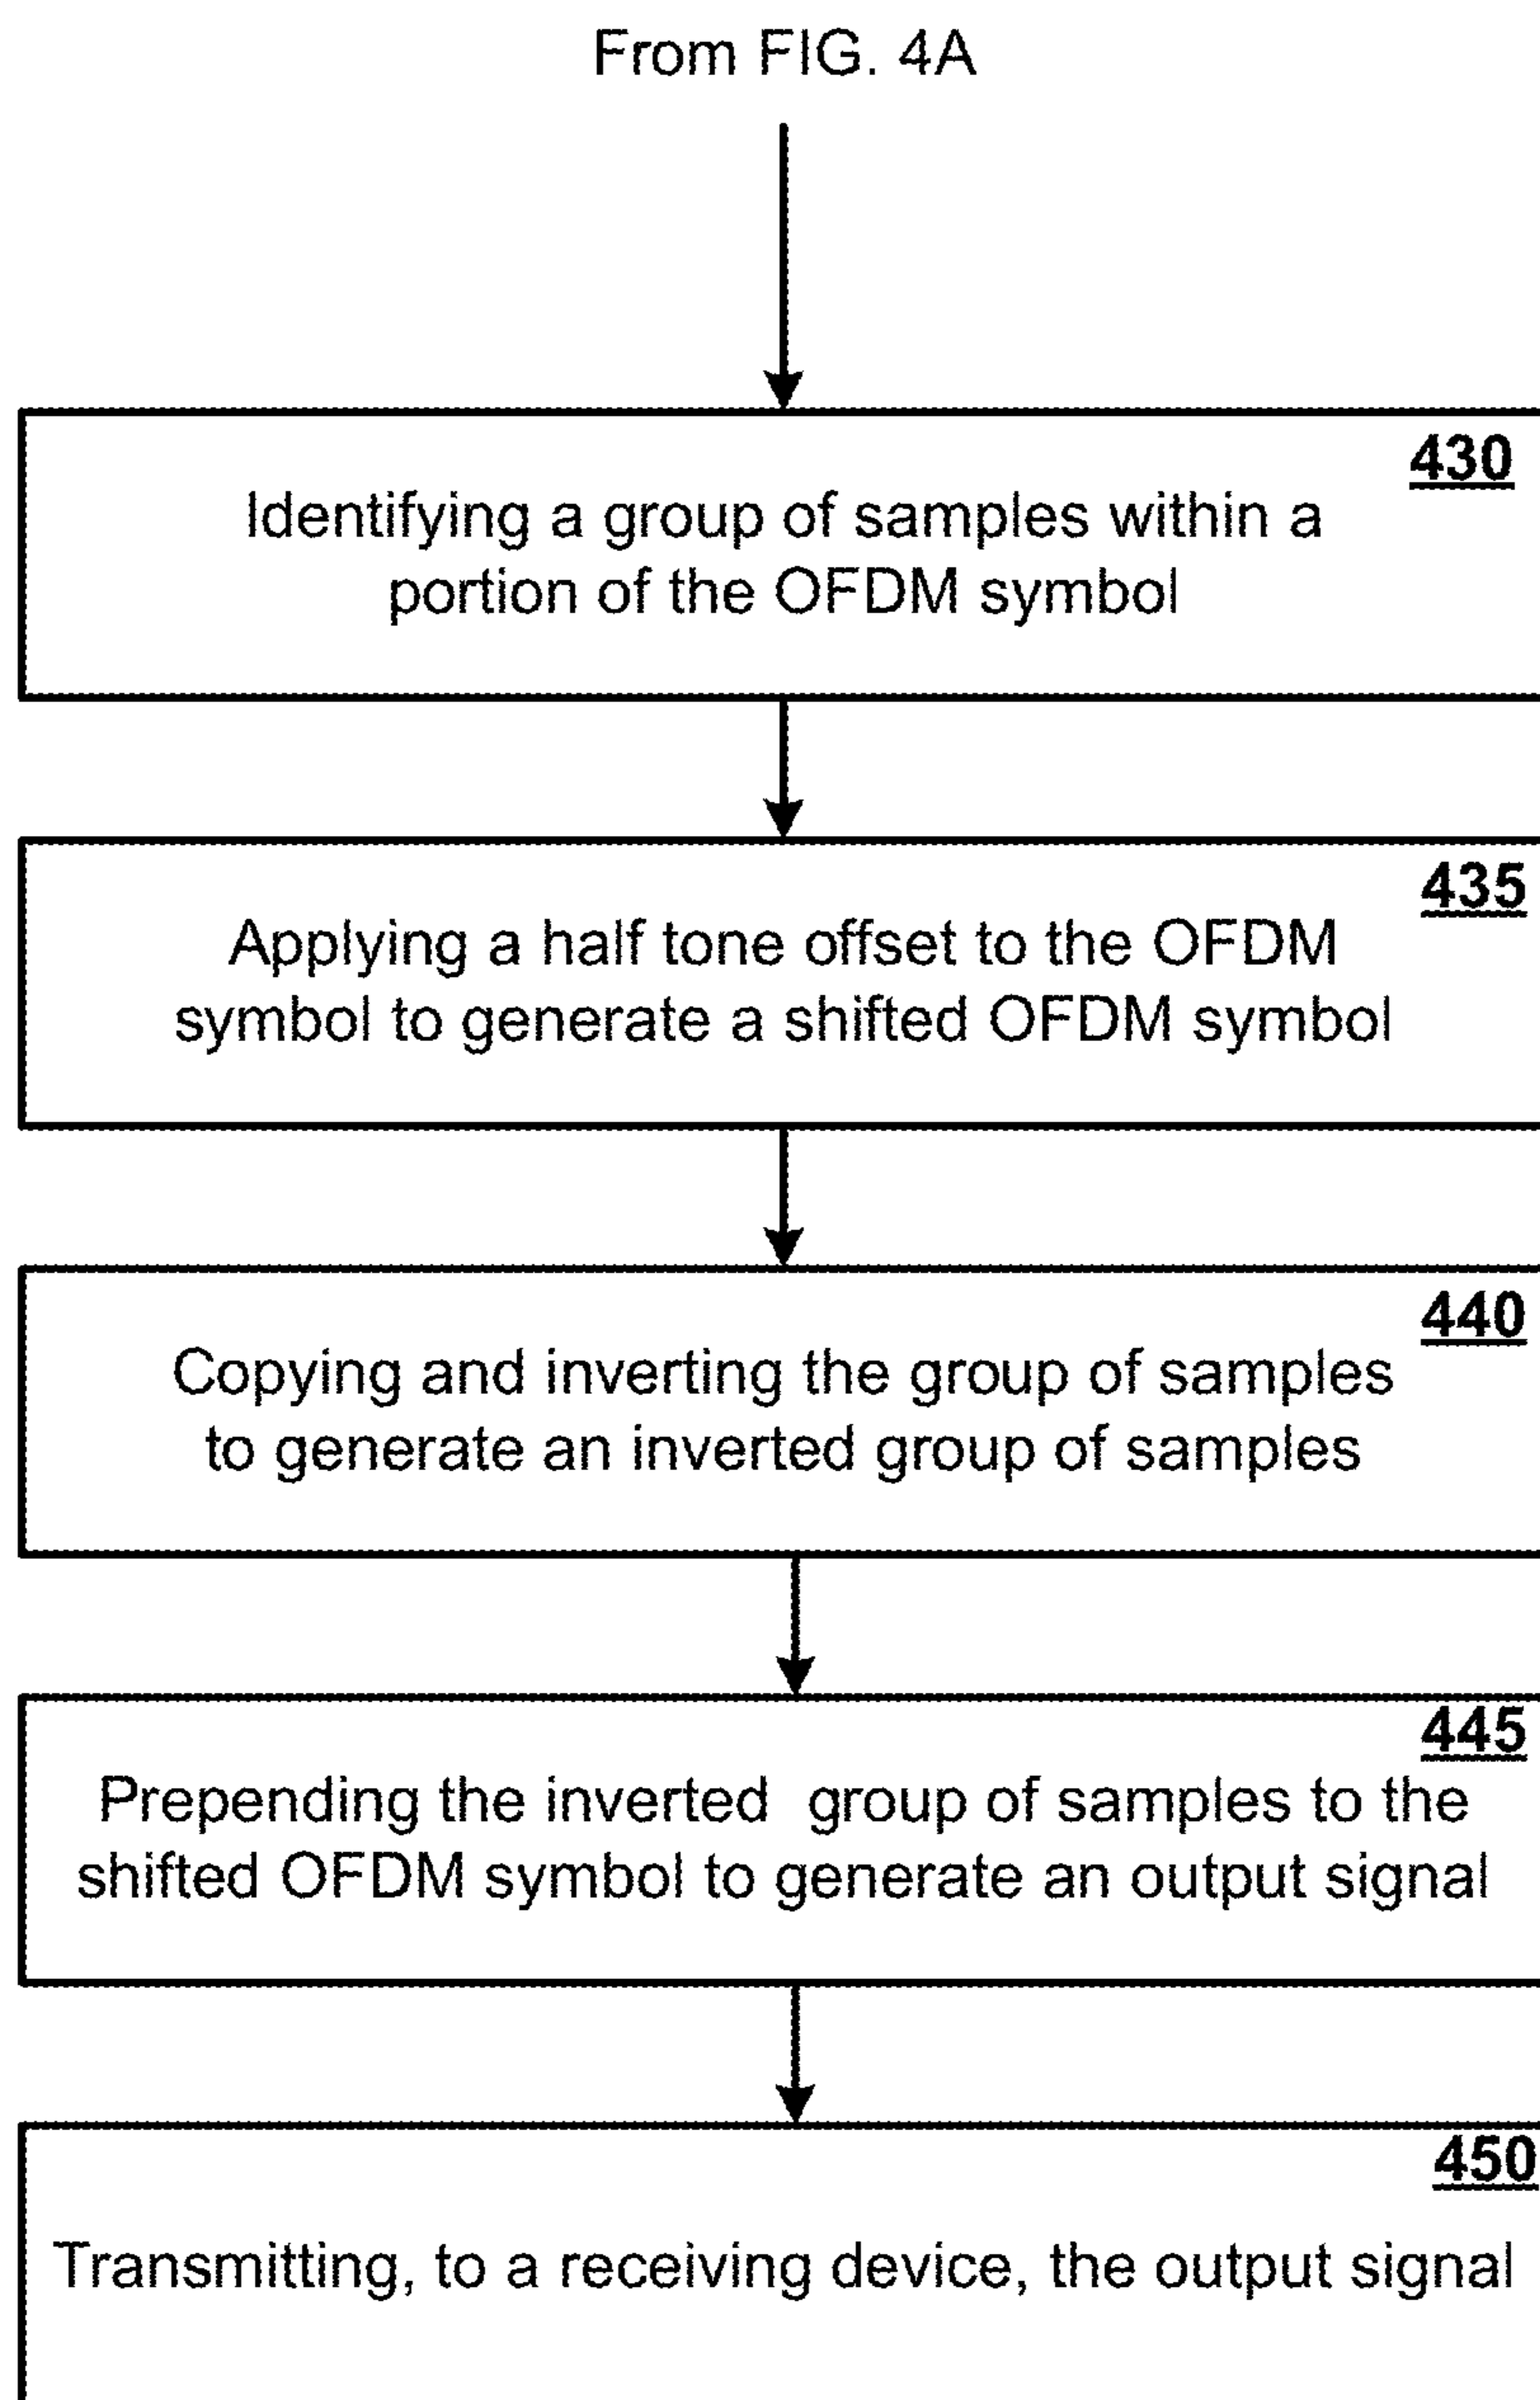 From FIG. 4A
430
Identifying a group of samples within a
portion of the OFDM symbol
435
Applying a half tone offset to the OFDM
symbol to generate a shifted OFDM symbol
440
Copying and inverting the group of samples
to generate an inverted group of samples
445
Prepending the inverted group of samples to the
shifted OFDM symbol to generate an output signal
450
Transmitting, to a receiving device, the output signal